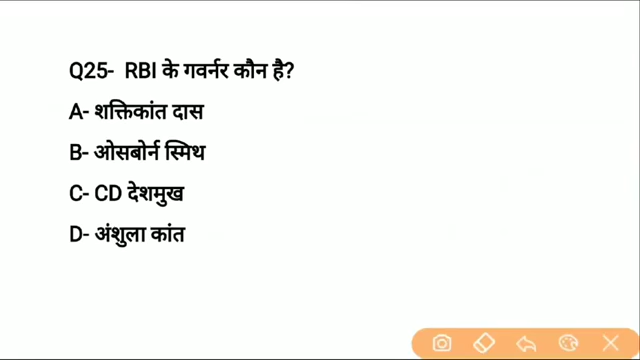 Q25- RBI के गवर्नर कौन है?
A- शक्तिकांत दास
B- ओसबोर्न स्मिथ
C- CD देशमुख
D- अंशुला कांत